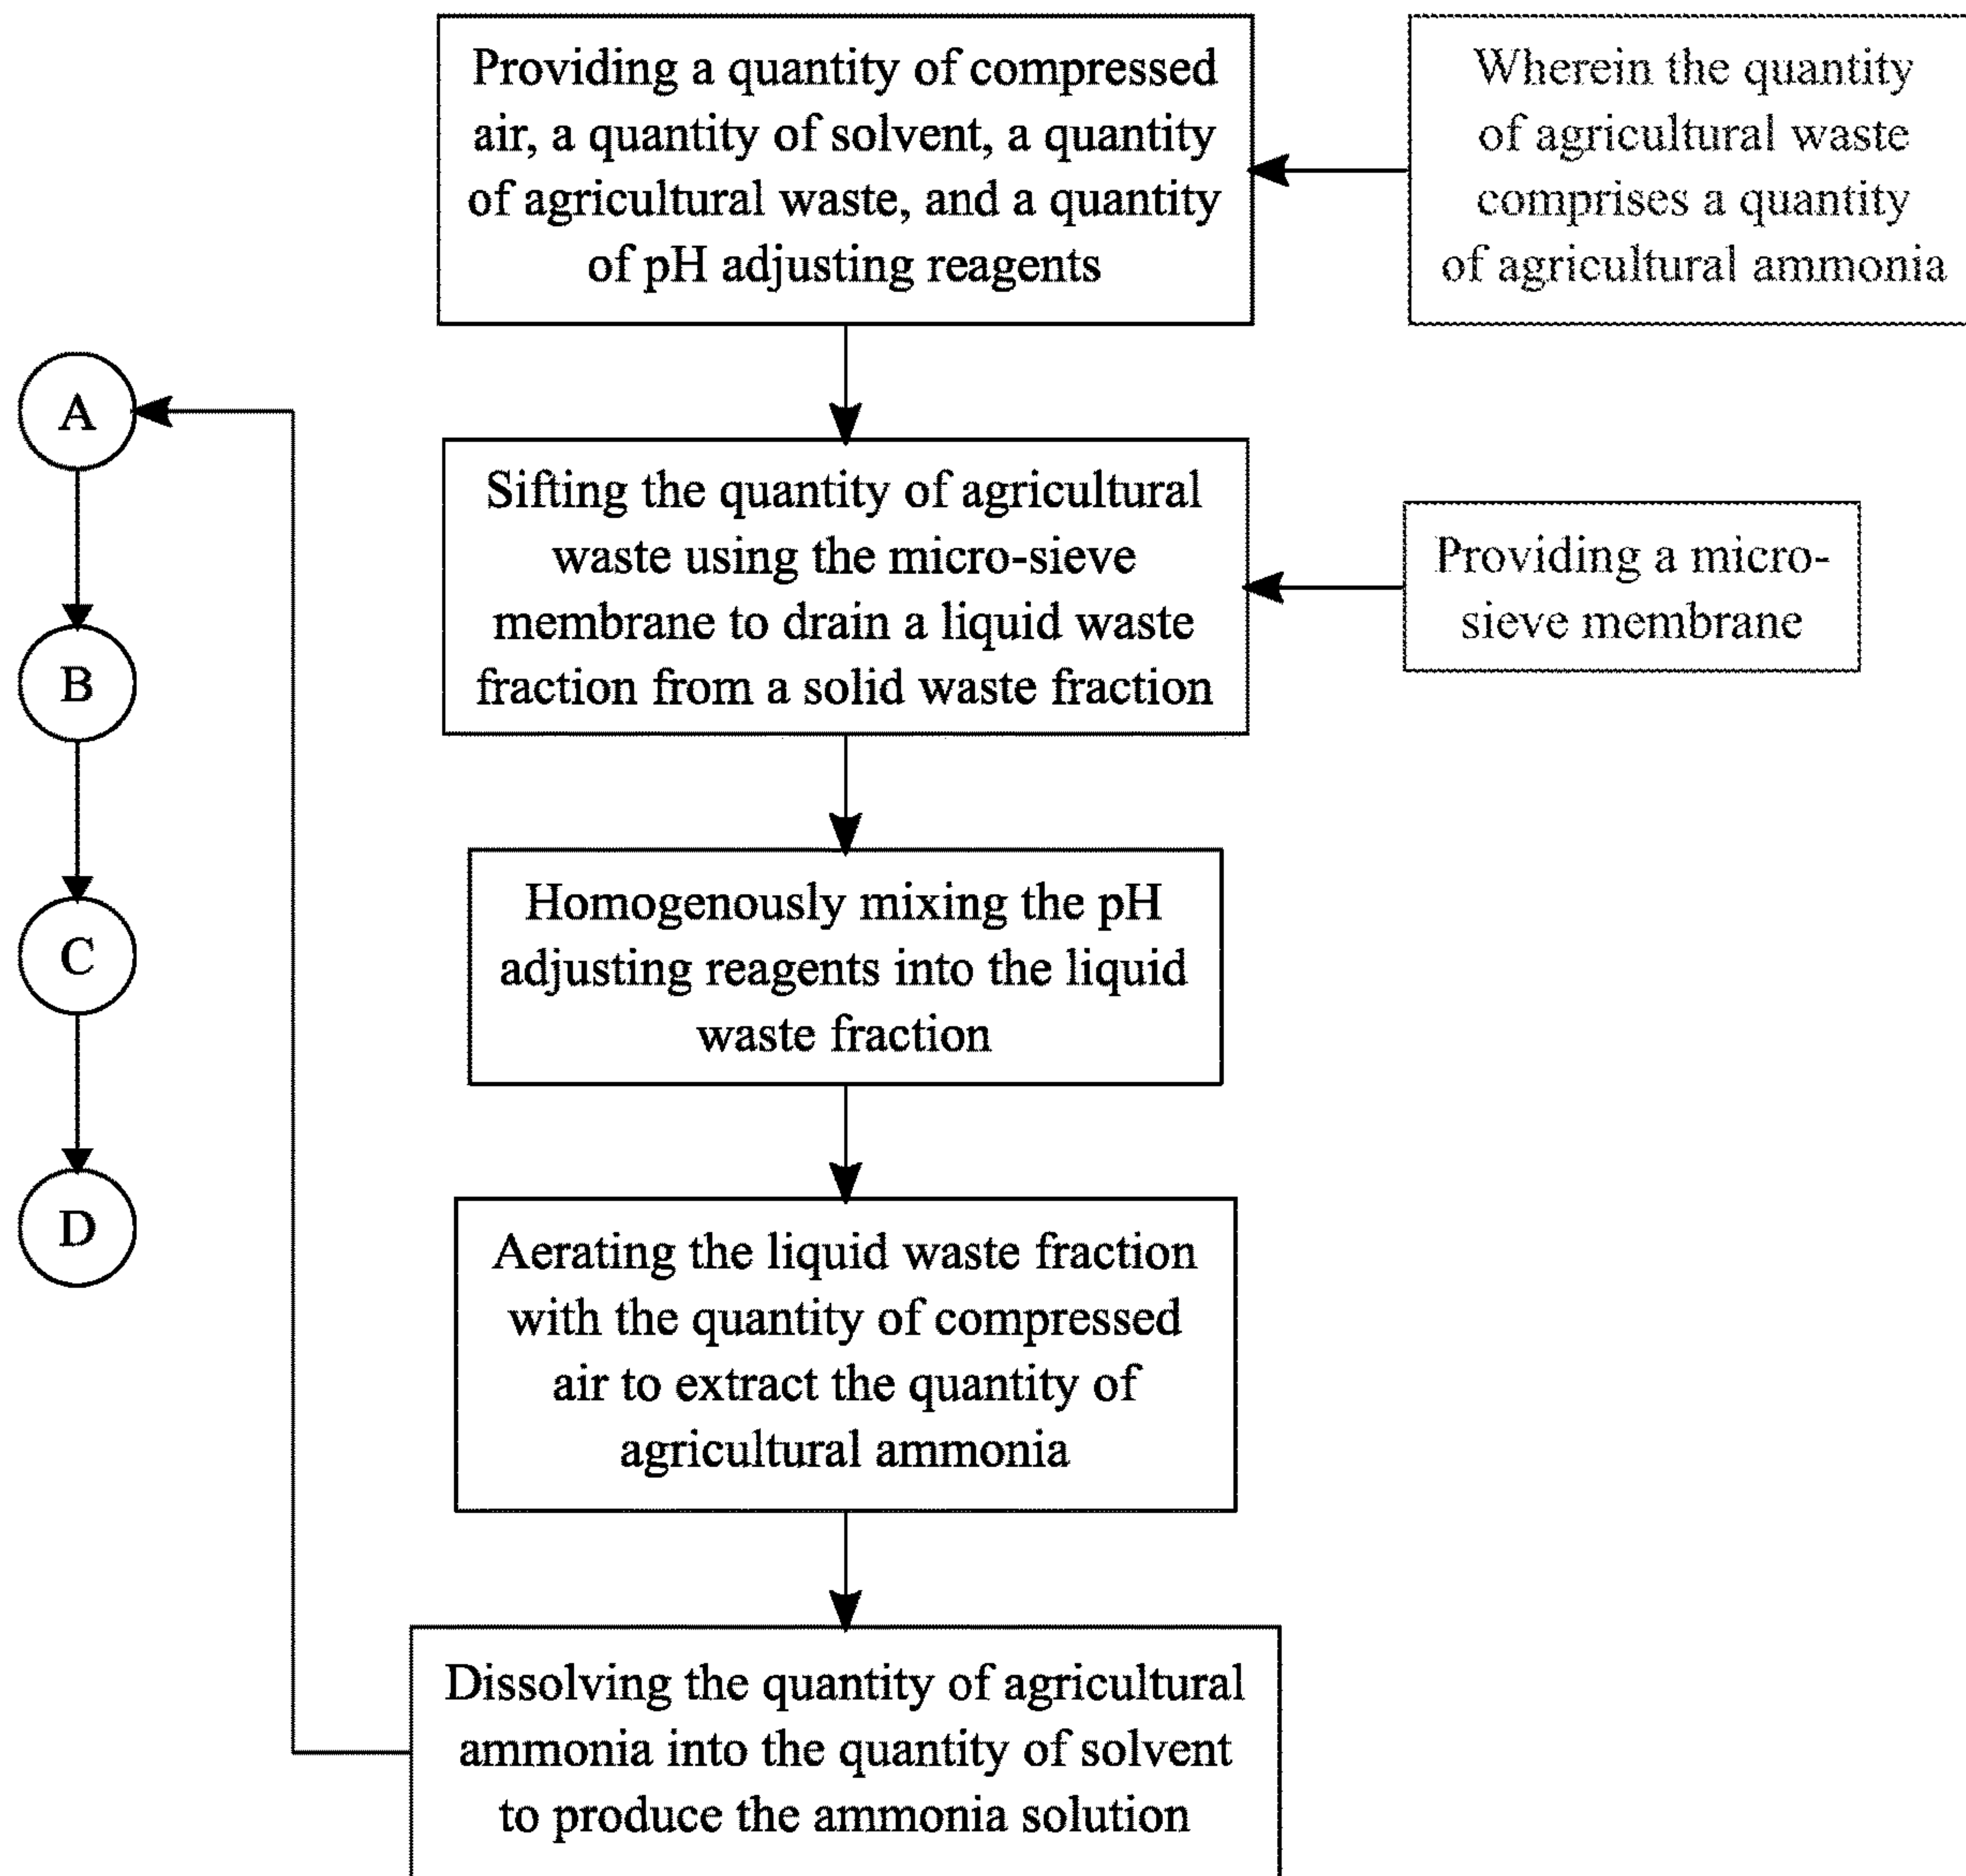 Providing a quantity of compressed
air, a quantity of solvent, a quantity
of agricultural waste, and a quantity
of pH adjusting reagents
Wherein the quantity
of agricultural waste
comprises a quantity
of agricultural ammonia
A
B
C
D
Sifting the quantity of agricultural
waste using the micro-sieve
membrane to drain a liquid waste
fraction from a solid waste fraction
Providing a micro-
sieve membrane
Homogenously mixing the pH
adjusting reagents into the liquid
waste fraction
Aerating the liquid waste fraction
with the quantity of compressed
air to extract the quantity of
agricultural ammonia
Dissolving the quantity of agricultural
ammonia into the quantity of solvent
to produce the ammonia solution